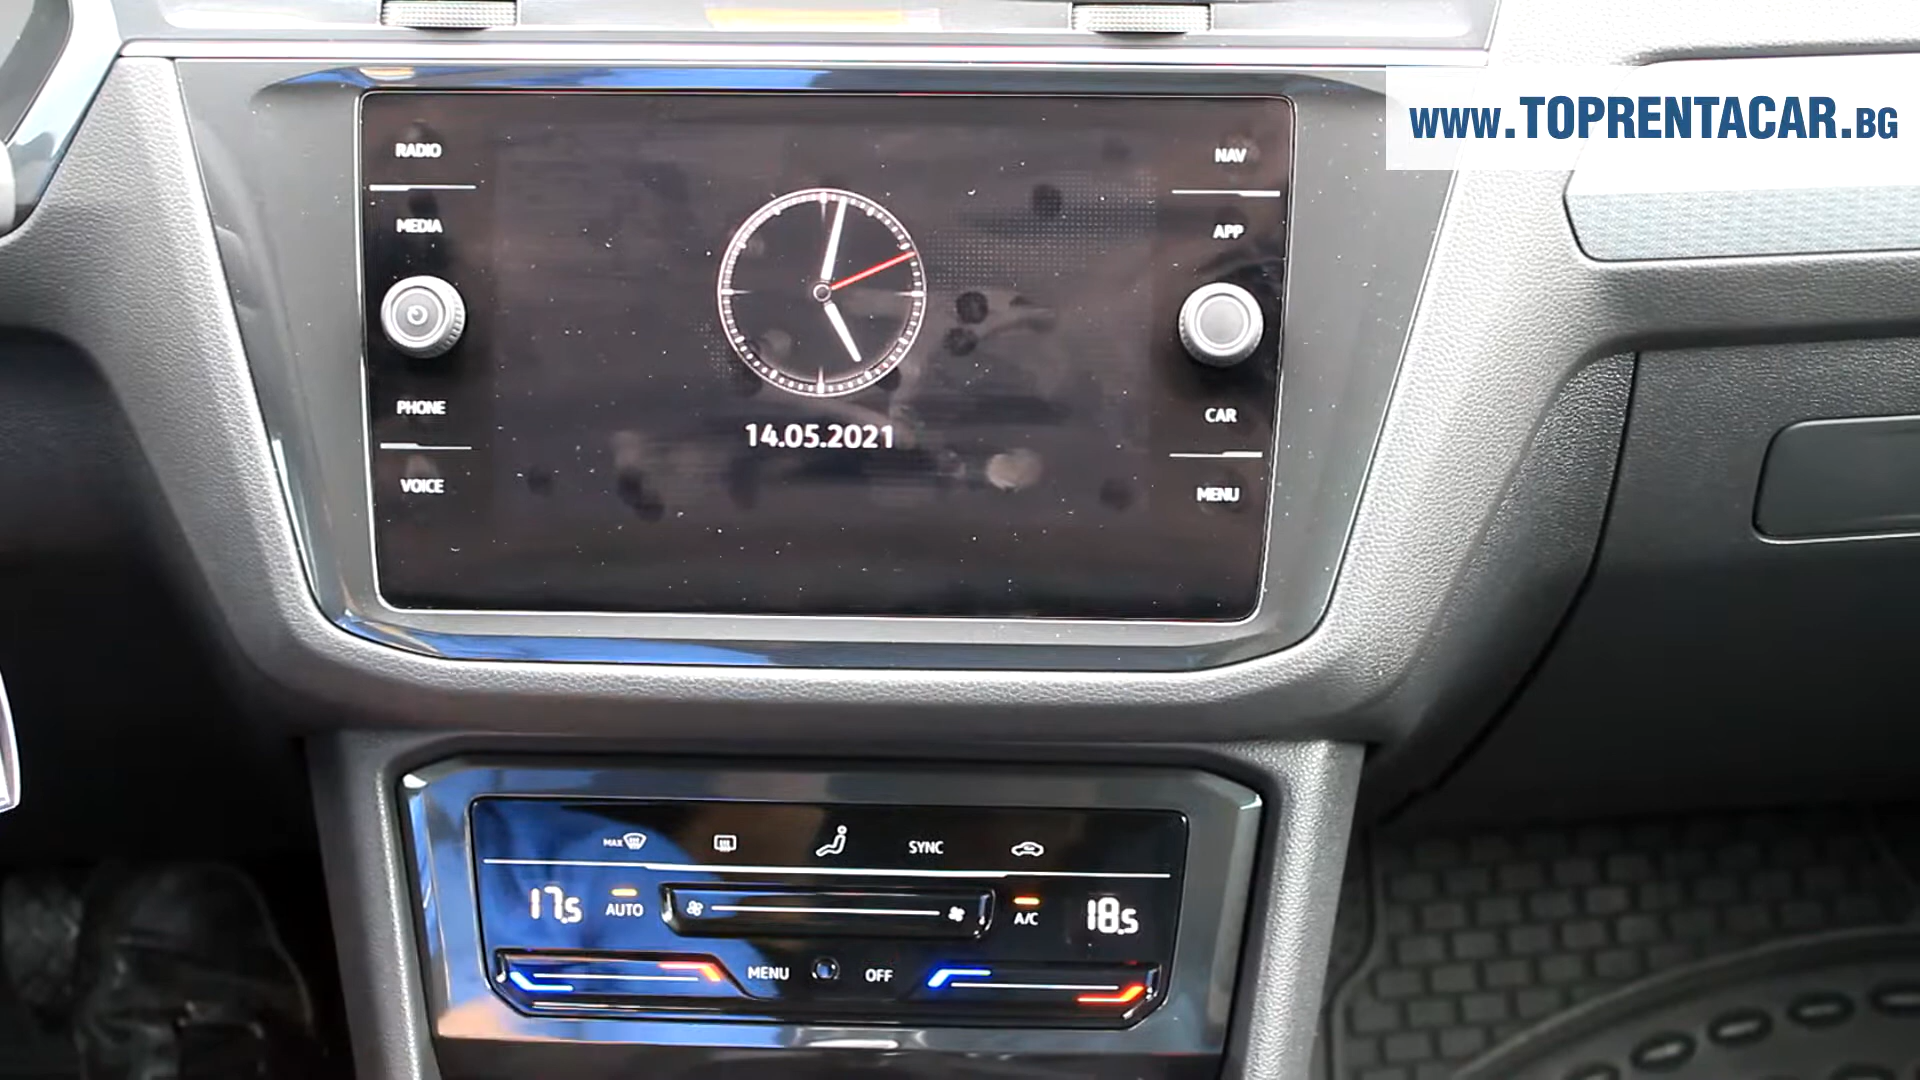 www.TOPRENTACAR.BG
RADIO
NAV
MEDIA
APP
14.05.2021
PHONE
CAR
VOICE
MENU
MAX
SYNC
17.5
AUTO
A/C
18.5
MENU
OFF